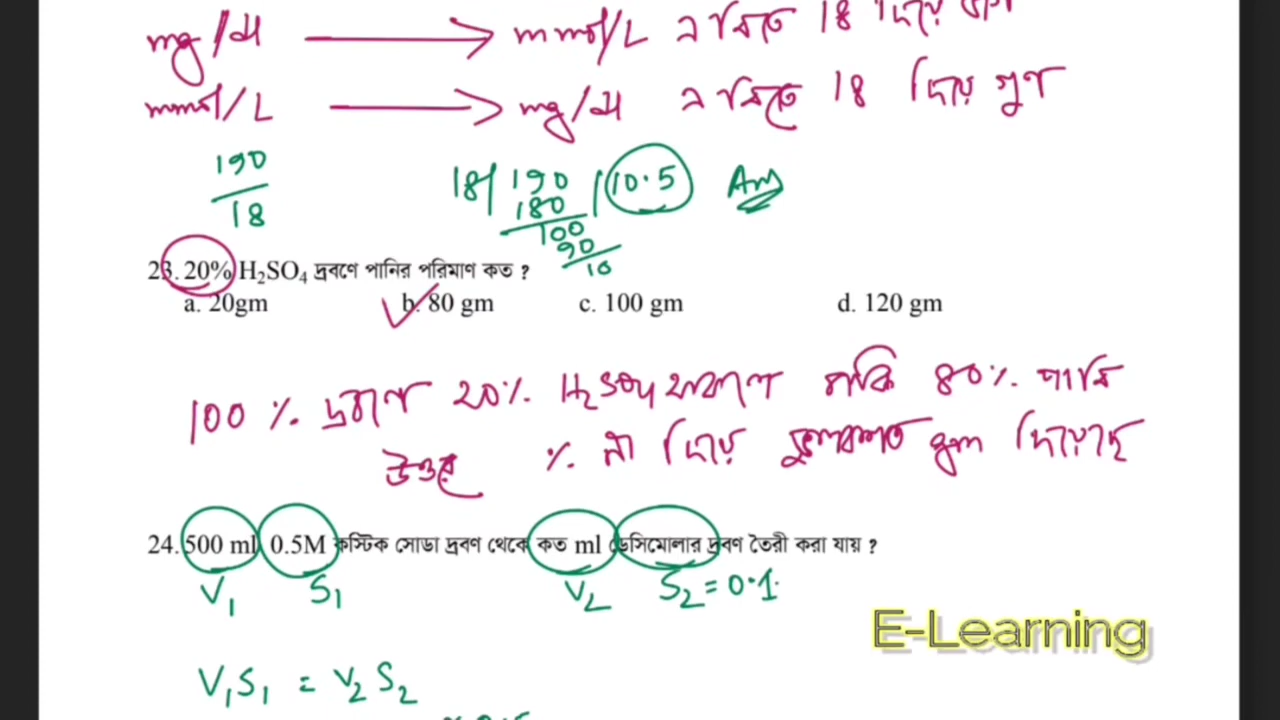 mg/dl → mmol/L এ নিতে 18 দিয়ে ভাগ
mmol/L → mg/dl এ নিতে 18 দিয়ে গুণ
190
18
18) 190 (10.5 Ans
180
100
90
10
23. 20% H₂SO₄ দ্রবণে পানির পরিমাণ কত ?
a. 20gm b. 80 gm c. 100 gm d. 120 gm
100 % দ্রবণে 20% H₂SO₄ থাকলে বাকি 80% পানি
উত্তরে % না দিয়ে ভুলবশত gm দিয়েছে
24. 500 ml 0.5M কস্টিক সোডা দ্রবণ থেকে কত ml ডেসিমোলার দ্রবণ তৈরী করা যায় ?
V₁ S₁ V₂ S₂ = 0.1
E-Learning
V₁S₁ = V₂ S₂